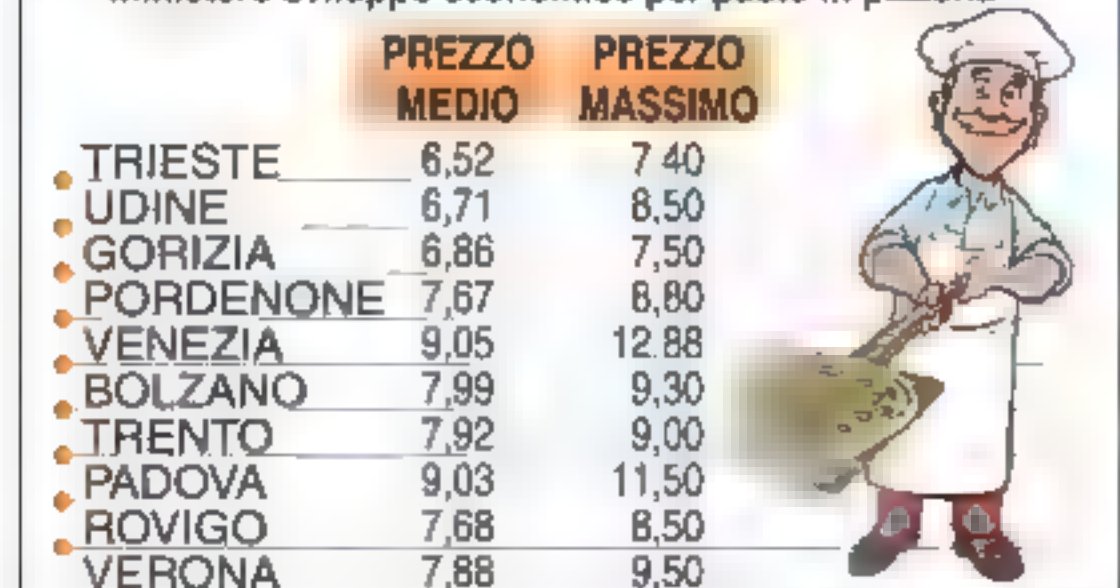 PREZZO PREZZO
MEDIO MASSIMO
TRIESTE 6,52 7 40
UDINE 6,71 8,50
GORIZIA 6,86 7,50
PORDENONE 7,67 8,80
VENEZIA 9,05 12.88
BOLZANO 7,99 9,30
TRENTO 7,92 9,00
PADOVA 9,03 11,50
ROVIGO 7,68 8,50
VERONA 7,88 9,50